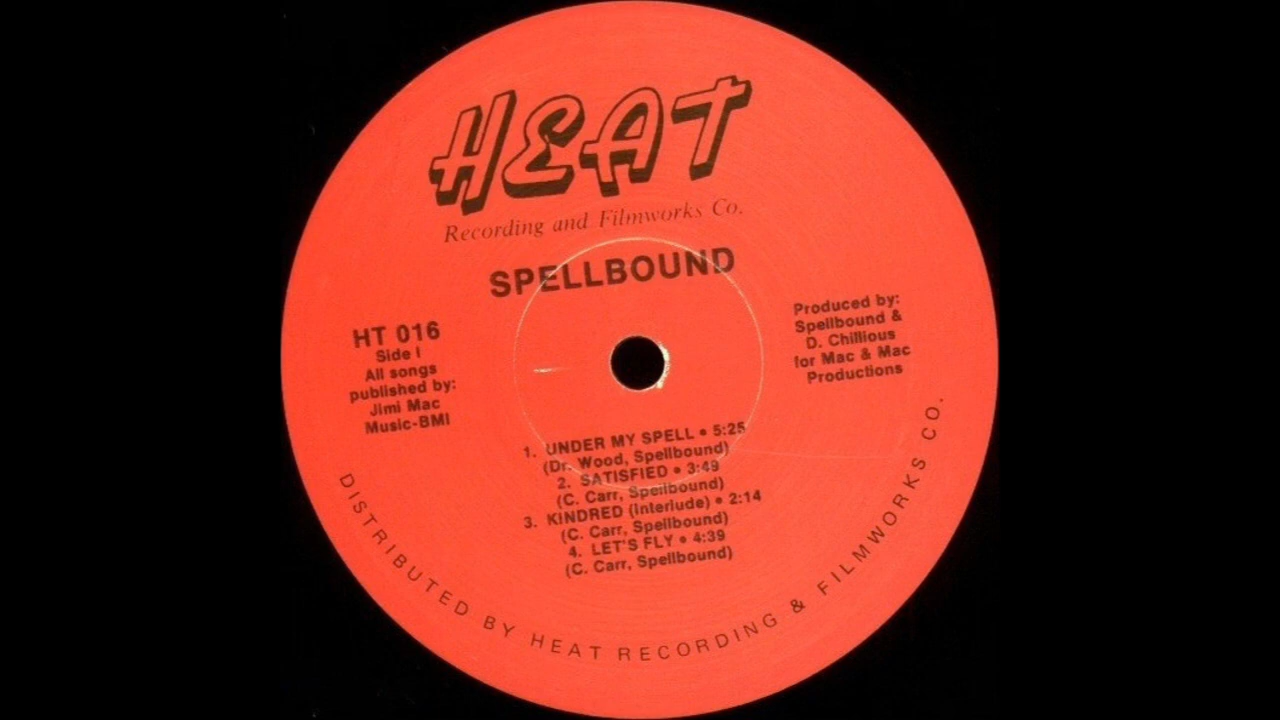 HEAT
Recording and Filmworks Co.
SPELLBOUND
HT 016
Side I
All songs
published by:
Jimi Mac
Music-BMI
Produced by:
Spellbound &
D. Chillious
for Mac & Mac
Productions
1. UNDER MY SPELL • 5:25
(Dr. Wood, Spellbound)
2. SATISFIED • 3:49
(C. Carr, Spellbound)
3. KINDRED (Interlude) • 2:14
(C. Carr, Spellbound)
4. LET'S FLY • 4:39
(C. Carr, Spellbound)
DISTRIBUTED BY HEAT RECORDING & FILMWORKS CO.